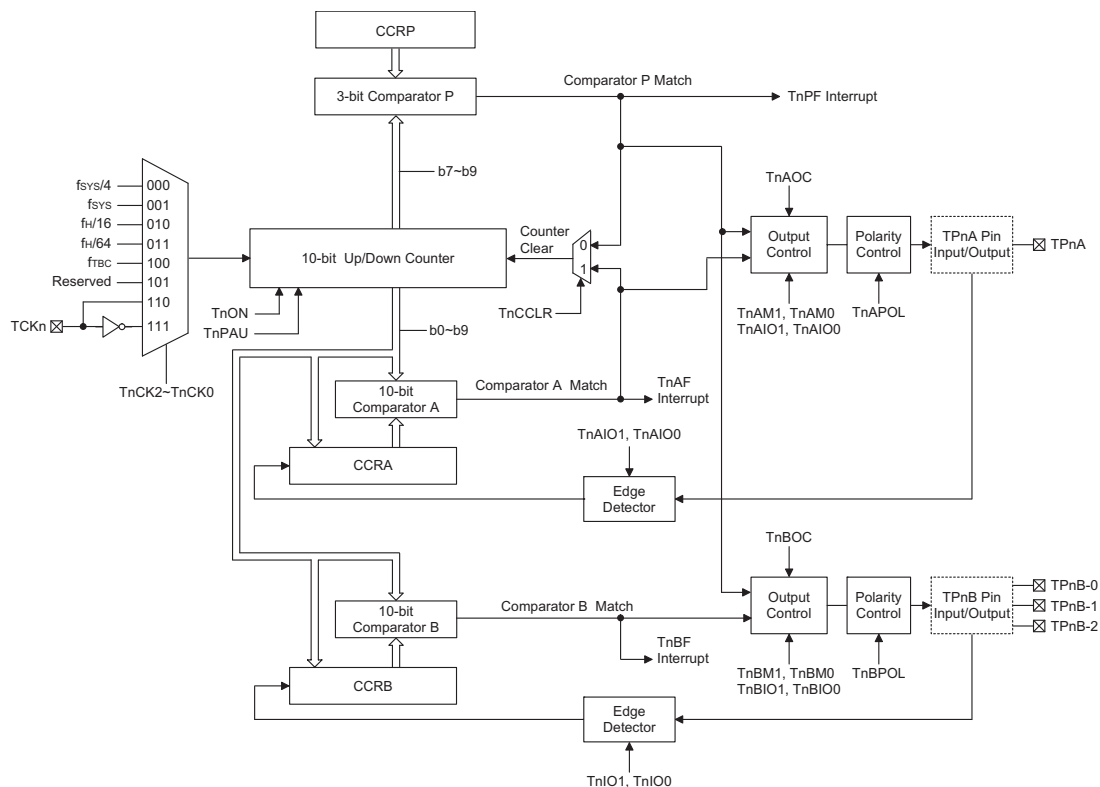 CCRP
3-bit Comparator P
Comparator P Match
TnPF Interrupt
b7~b9
fSYS/4
000
fSYS
001
fH/16
010
fH/64
011
fTBC
100
Reserved
101
110
TCKn
111
TnCK2~TnCK0
10-bit Up/Down Counter
TnON
TnPAU
Counter
Clear
0
1
TnCCLR
b0~b9
TnAOC
Output
Control
Polarity
Control
TPnA Pin
Input/Output
TPnA
TnAM1, TnAM0
TnAIO1, TnAIO0
TnAPOL
10-bit
Comparator A
Comparator A Match
TnAF
Interrupt
CCRA
TnAIO1, TnAIO0
Edge
Detector
TnBOC
Output
Control
Polarity
Control
TPnB Pin
Input/Output
TPnB-0
TPnB-1
TPnB-2
10-bit
Comparator B
Comparator B Match
TnBF
Interrupt
TnBM1, TnBM0
TnBIO1, TnBIO0
TnBPOL
CCRB
Edge
Detector
TnIO1, TnIO0